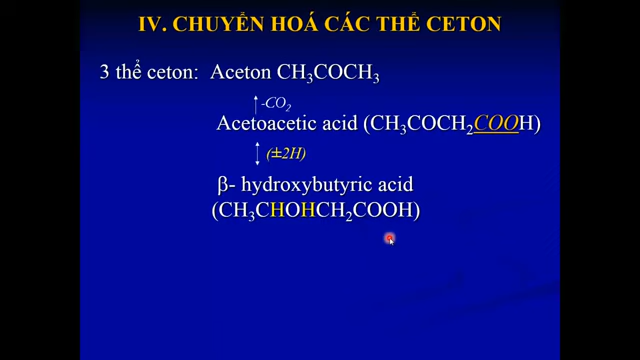 IV. CHUYỂN HOÁ CÁC THỂ CETON
3 thể ceton: Aceton CH₃COCH₃
-CO₂
Acetoacetic acid (CH₃COCH₂COOH)
(±2H)
β- hydroxybutyric acid
(CH₃CHOHCH₂COOH)